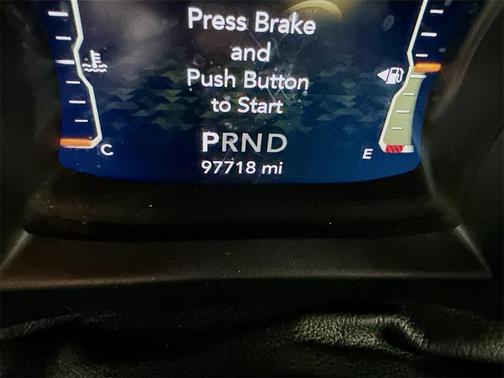 Press Brake
and
Push Button
to Start
PRND
C
E
97718 mi